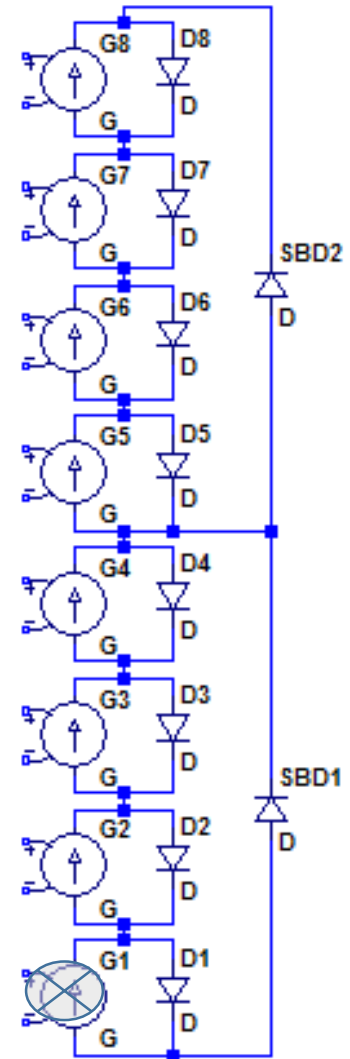 G8 D8
+
-
G D
G7 D7
+
-
G D
G6 D6
+
-
SBD2
G D
D
G5 D5
+
-
G D
G4 D4
+
-
G D
G3 D3
+
-
G D
SBD1
G2 D2
D
+
-
G D
G1 D1
+
-
G D